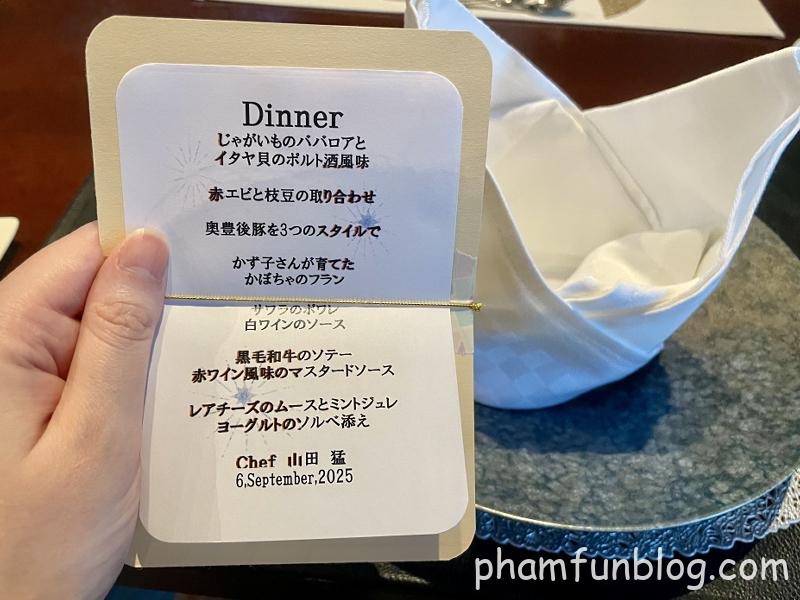 Dinner
じゃがいものババロアと
イタヤ貝のポルト酒風味
赤エビと枝豆の取り合わせ
奥豊後豚を3つのスタイルで
かず子さんが育てた
かぼちゃのフラン
サワラのポワレ
白ワインのソース
黒毛和牛のソテー
赤ワイン風味のマスタードソース
レアチーズのムースとミントジュレ
ヨーグルトのソルベ添え
Chef 山田 猛
6,September,2025
phamfunblog.com